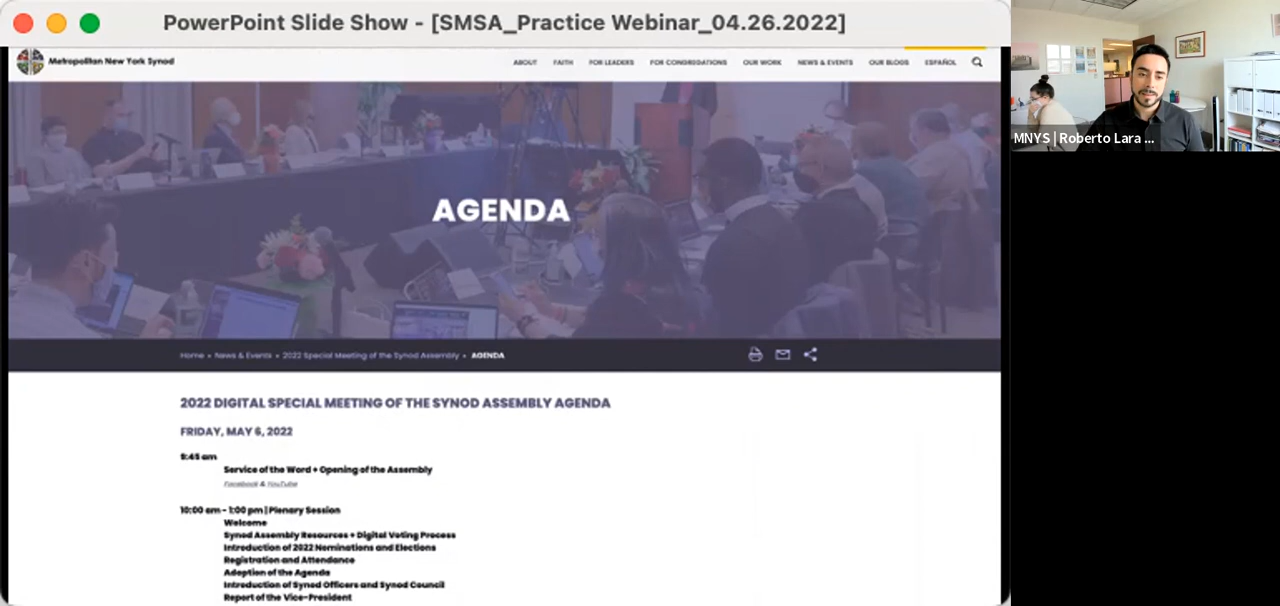 PowerPoint Slide Show - [SMSA_Practice Webinar_04.26.2022]
Metropolitan New York Synod
ABOUT FAITH FOR LEADERS FOR CONGREGATIONS OUR WORK NEWS & EVENTS OUR BLOGS ESPAÑOL
MNYS | Roberto Lara ...
AGENDA
Home • News & Events • 2022 Special Meeting of the Synod Assembly • AGENDA
2022 DIGITAL SPECIAL MEETING OF THE SYNOD ASSEMBLY AGENDA
FRIDAY, MAY 6, 2022
9:45 am
Service of the Word + Opening of the Assembly
Facebook & YouTube
10:00 am - 1:00 pm | Plenary Session
Welcome
Synod Assembly Resources + Digital Voting Process
Introduction of 2022 Nominations and Elections
Registration and Attendance
Adoption of the Agenda
Introduction of Synod Officers and Synod Council
Report of the Vice-President